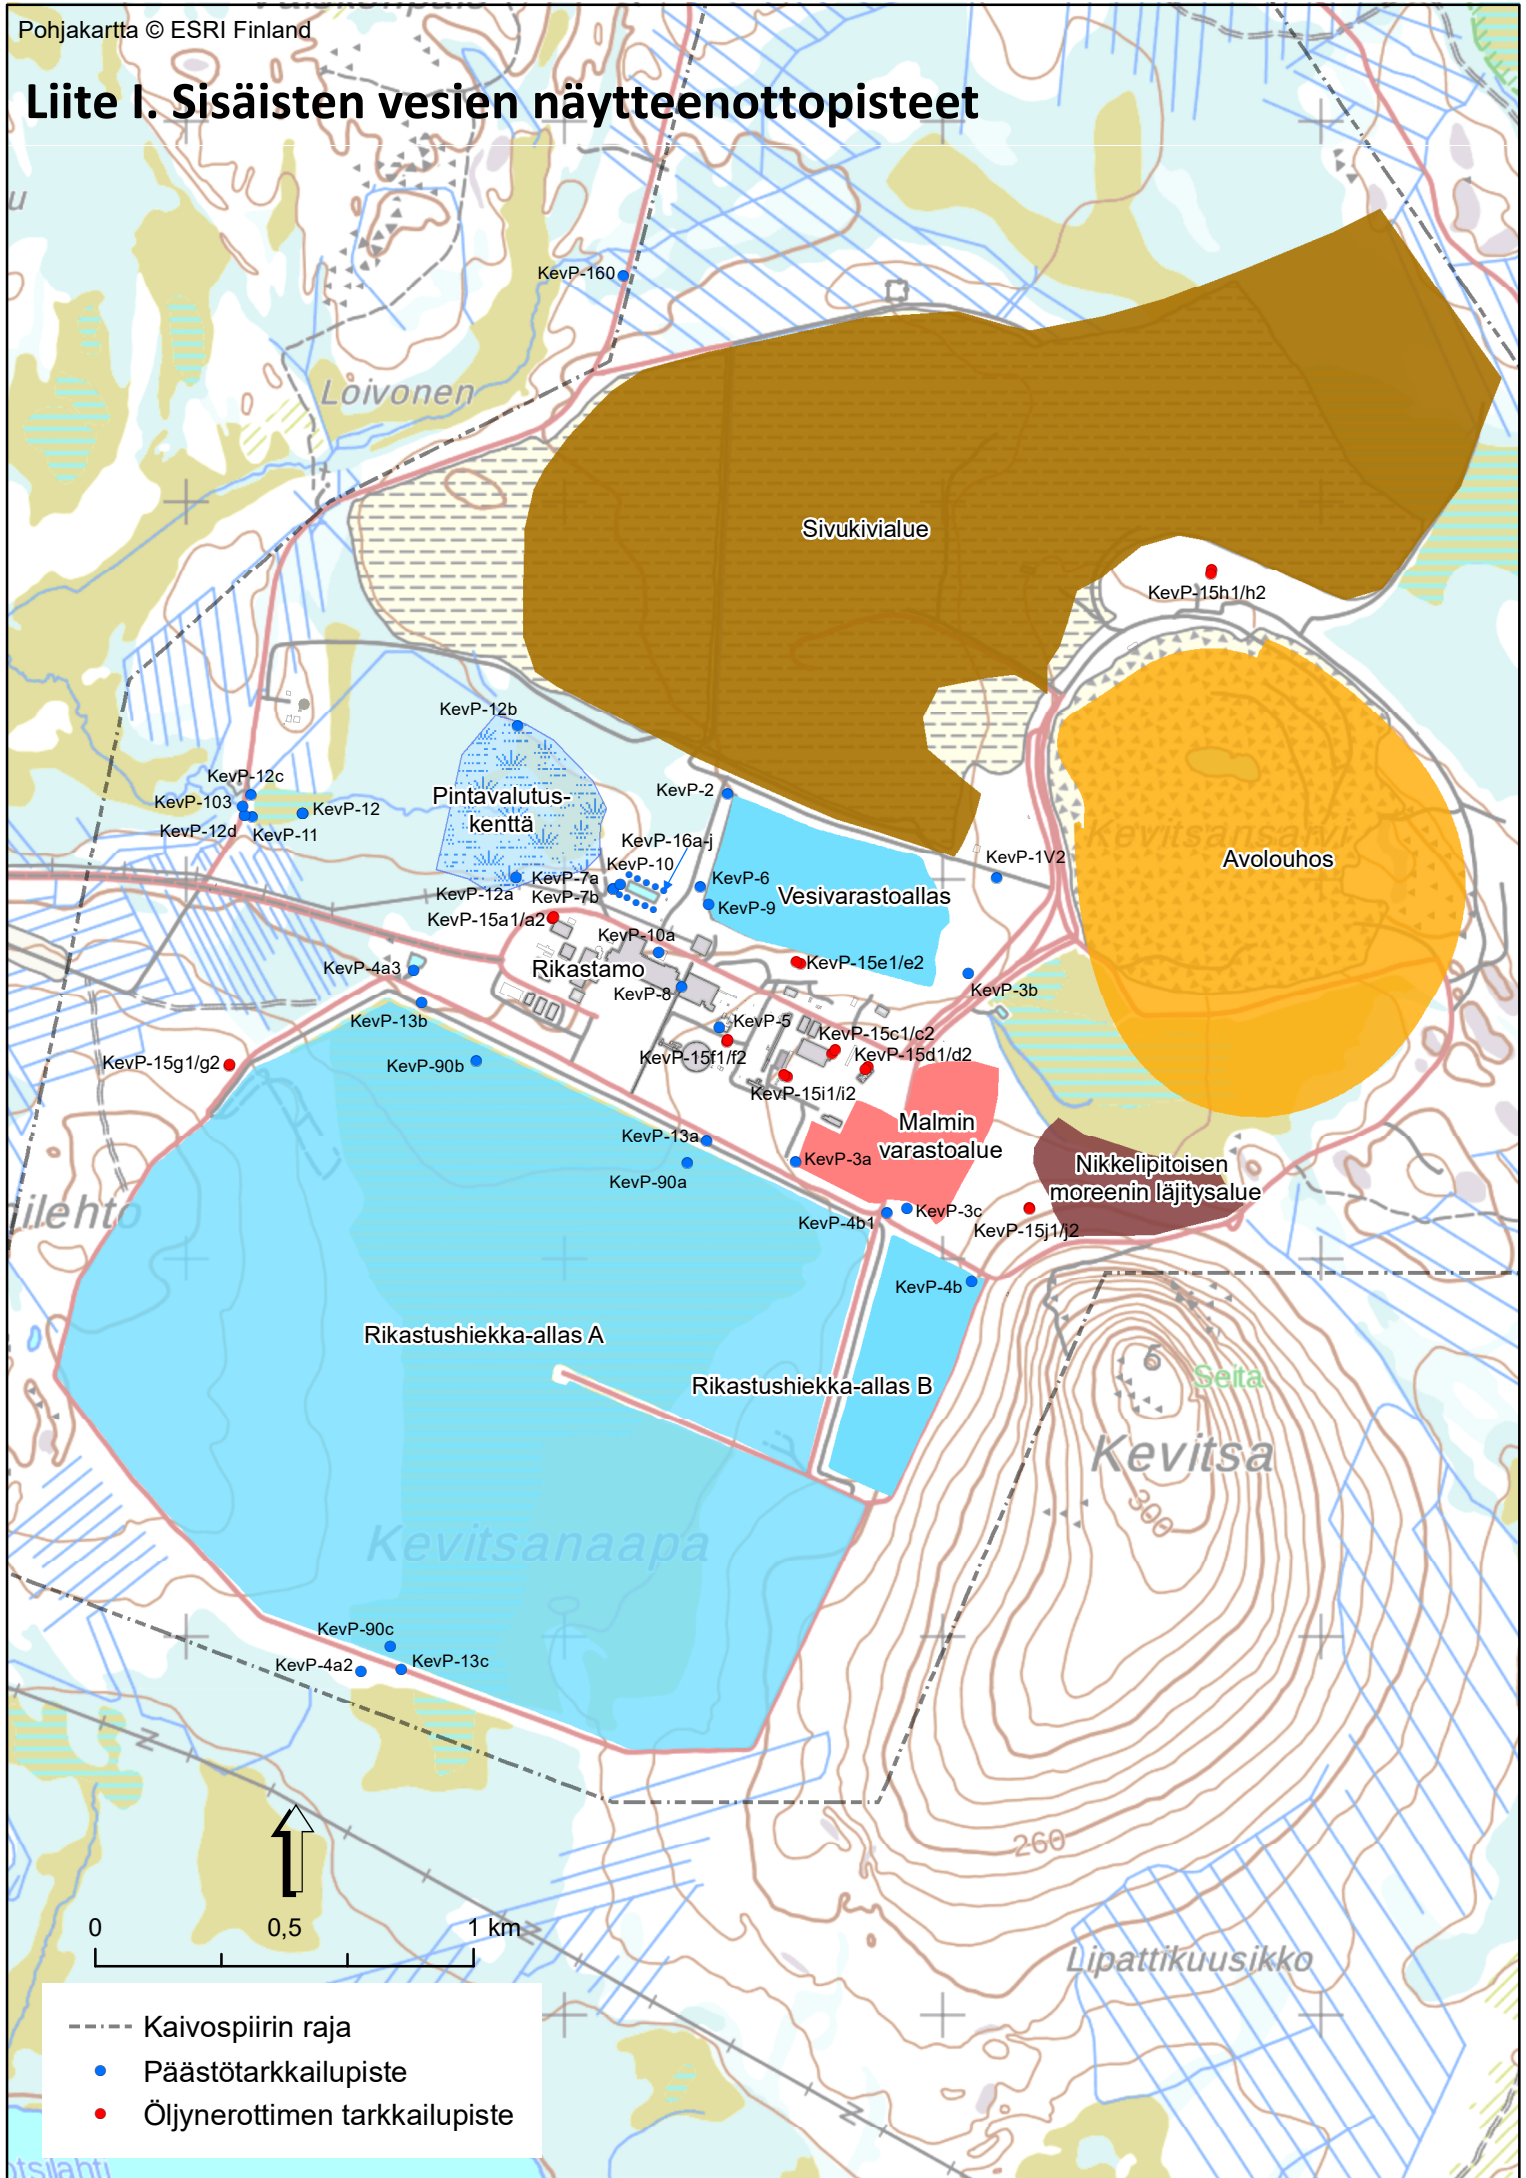 Pohjakartta © ESRI Finland
Liite I. Sisäisten vesien näytteenottopisteet
KevP-160
Loivonen
Sivukivialue
KevP-15h1/h2
KevP-12b
KevP-12c
KevP-103
KevP-12
KevP-12d
KevP-11
Pintavalutus-
kenttä
KevP-2
KevP-16a-j
KevP-10
KevP-1V2
Avolouhos
KevP-7a
KevP-6
KevP-12a
KevP-7b
Vesivarastoallas
KevP-9
KevP-15a1/a2
KevP-10a
KevP-15e1/e2
KevP-4a3
Rikastamo
KevP-8
KevP-3b
KevP-13b
KevP-5
KevP-15c1/c2
KevP-15g1/g2
KevP-90b
KevP-15f1/f2
KevP-15d1/d2
KevP-15i1/i2
Malmin
varastoalue
KevP-13a
KevP-3a
KevP-90a
Nikkelipitoisen
moreenin läjitysalue
ilehto
KevP-4b1
KevP-3c
KevP-15j1/j2
KevP-4b
Rikastushiekka-allas A
Rikastushiekka-allas B
Seita
Kevitsa
300
Kevitsanaapa
KevP-90c
KevP-4a2
KevP-13c
260
0 0,5 1 km
Lipattikuusikko
Kaivospiirin raja
Päästötarkkailupiste
Öljynerottimen tarkkailupiste
otsilahti